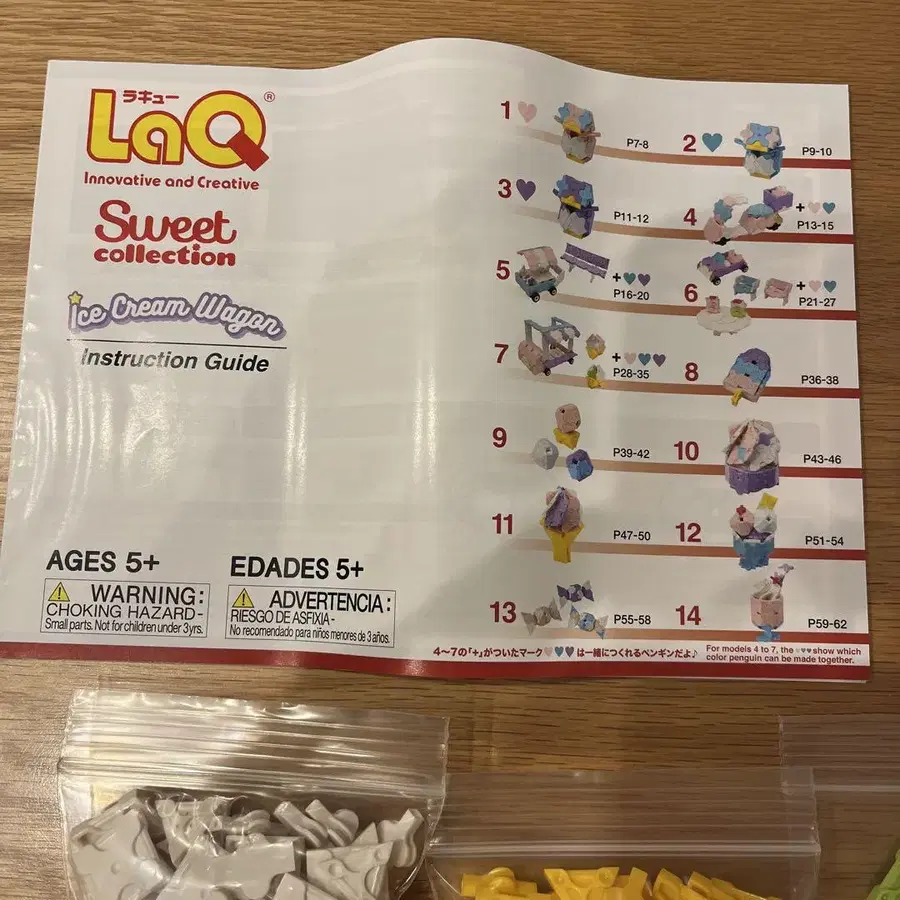 ラキュー
LaQ®
Innovative and Creative
Sweet
collection
Ice Cream Wagon
Instruction Guide
AGES 5+
WARNING:
CHOKING HAZARD-
Small parts. Not for children under 3yrs.
EDADES 5+
ADVERTENCIA:
RIESGO DE ASFIXIA-
No recomendado para niños menores de 3 años.
1 P7-8
2 P9-10
3 P11-12
4 + P13-15
5 + P16-20
6 + P21-27
7 + P28-35
8 P36-38
9 P39-42
10 P43-46
11 P47-50
12 P51-54
13 P55-58
14 P59-62
4〜7の「+」がついたマーク♥♥♥は一緒につくれるペンギンだよ♪
For models 4 to 7, the ♥♥♥ show which
color penguin can be made together.